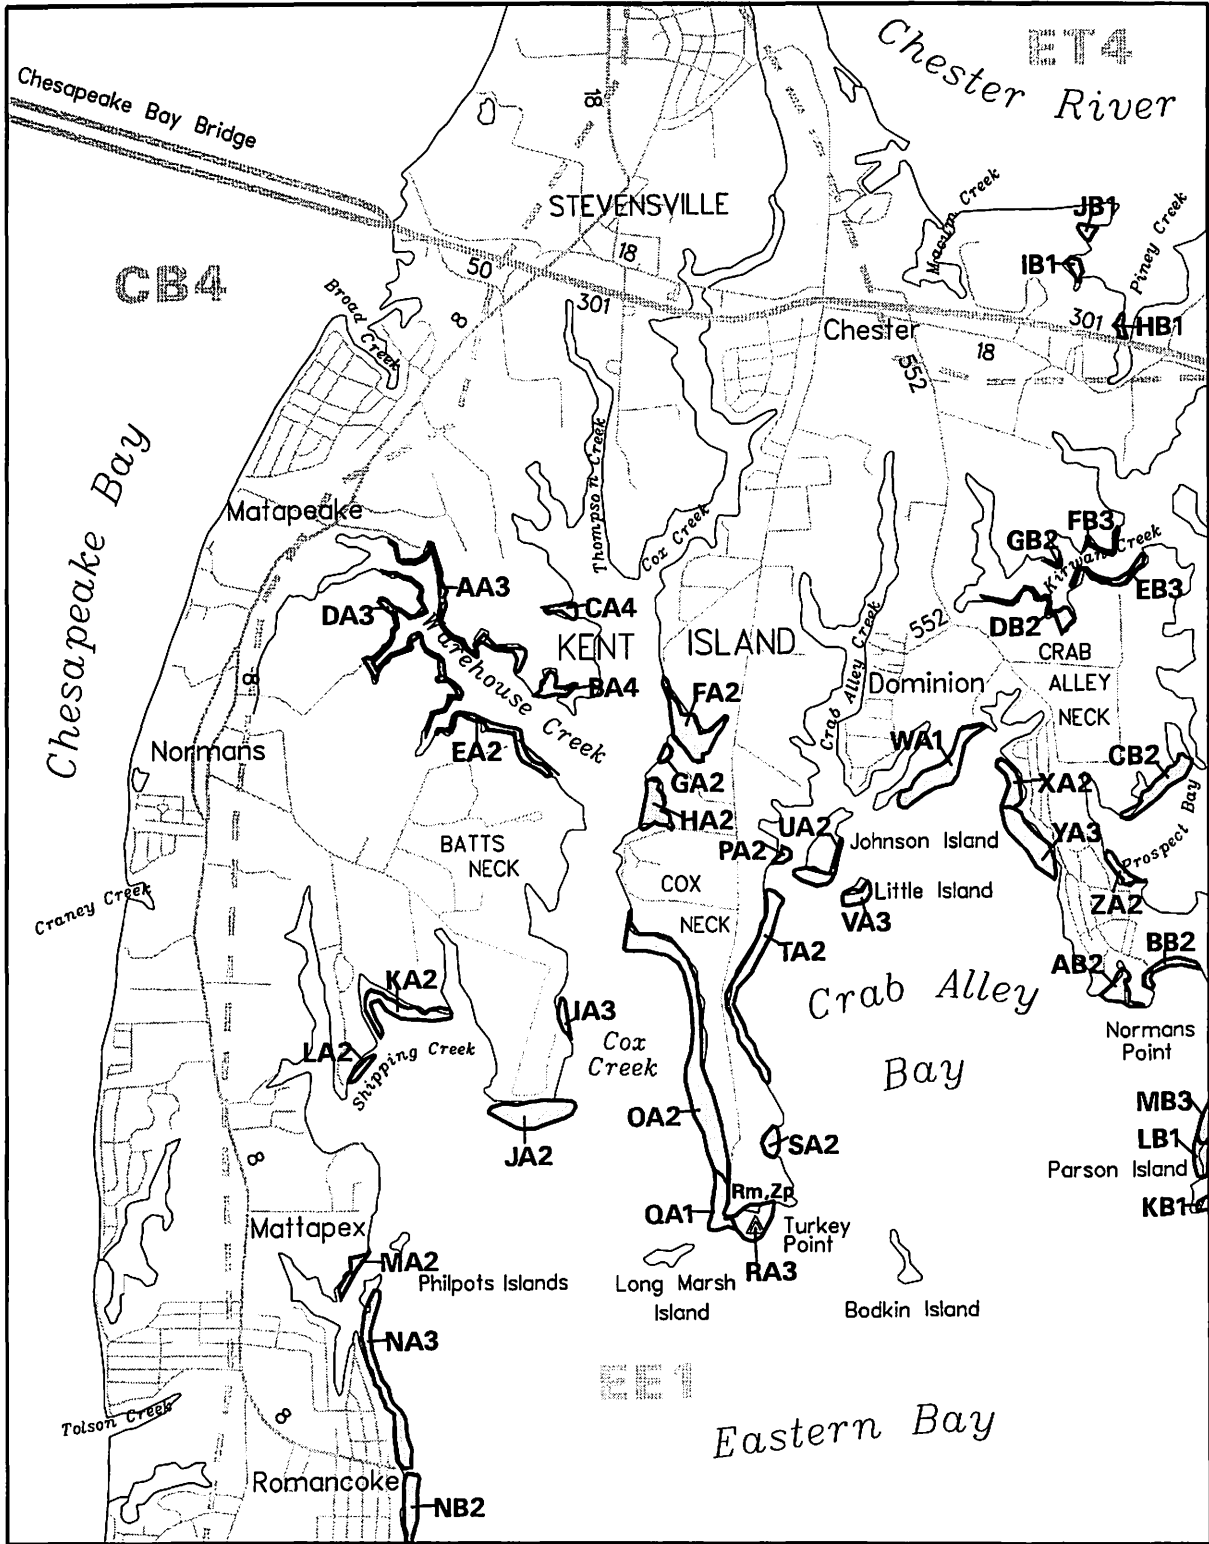 Chester River
ET4
Chesapeake Bay Bridge
18
STEVENSVILLE
Macum Creek
JB1
Piney Creek
IB1
18
50
CB4
301
Broad Creek
8
Chester
301
HB1
18
552
Chesapeake Bay
Thompson Creek
Matapeake
Cox Creek
FB3
GB2
Kirwan Creek
EB3
AA3
DA3
CA4
DB2
552
Warehouse Creek
KENT ISLAND
Crab Alley Creek
CRAB
ALLEY
NECK
Dominion
BA4
FA2
8
Normans
EA2
WA1
CB2
GA2
XA2
HA2
UA2
Johnson Island
YA3
Prospect Bay
PA2
BATTS
NECK
COX
NECK
Little Island
VA3
ZA2
Craney Creek
TA2
BB2
AB2
KA2
Crab Alley
Bay
IA3
Cox
Creek
Normans
Point
LA2
Shipping Creek
OA2
MB3
LB1
Parson Island
KB1
JA2
SA2
8
Rm,Zp
QA1
Turkey
Point
Mattapex
MA2
Philpots Islands
RA3
Long Marsh
Island
Bodkin Island
NA3
EE1
Eastern Bay
Tolson Creek
8
Romancoke
NB2